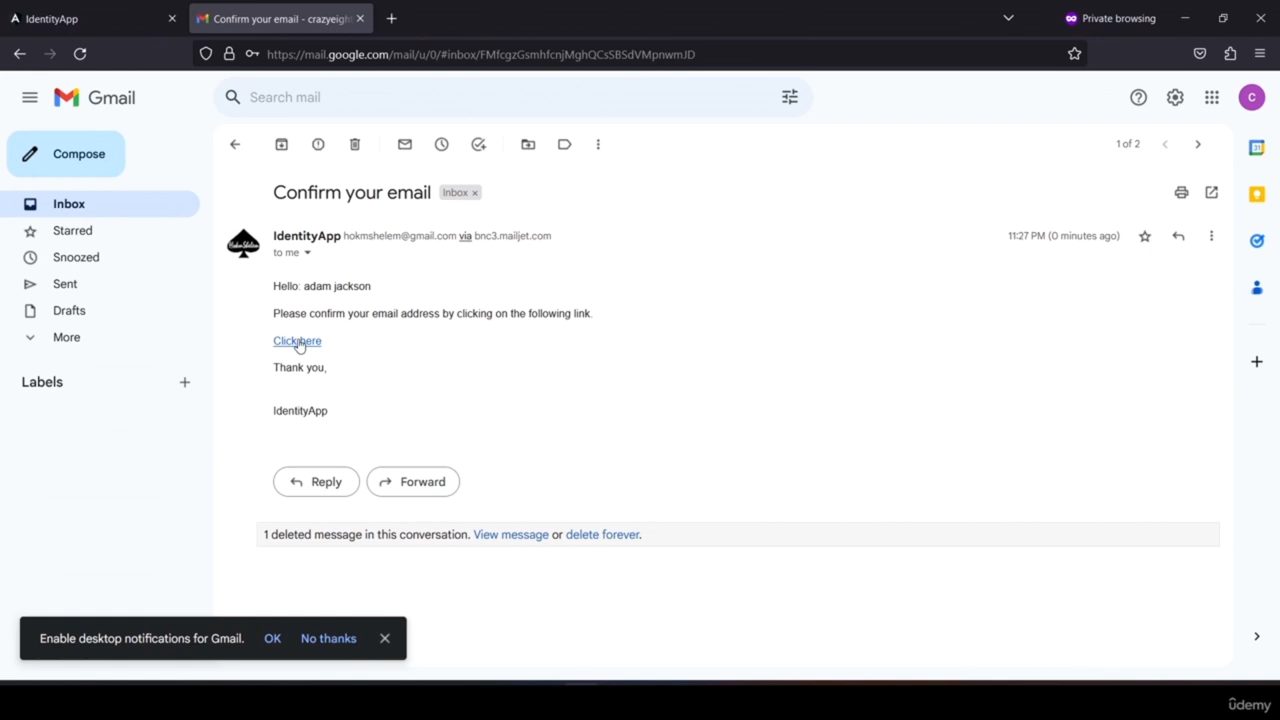 IdentityApp
Confirm your email - crazyeight
Private browsing
https://mail.google.com/mail/u/0/#inbox/FMfcgzGsmhfcnjMghQCsSBSdVMpnwmJD
Gmail
Search mail
C
Compose
1 of 2
Inbox
Confirm your email
Inbox ×
Starred
IdentityApp hokmshelem@gmail.com via bnc3.mailjet.com
11:27 PM (0 minutes ago)
to me
Snoozed
Sent
Hello: adam jackson
Drafts
Please confirm your email address by clicking on the following link.
More
Click here
Thank you,
Labels
IdentityApp
Reply
Forward
1 deleted message in this conversation. View message or delete forever.
Enable desktop notifications for Gmail. OK No thanks
ûdemy